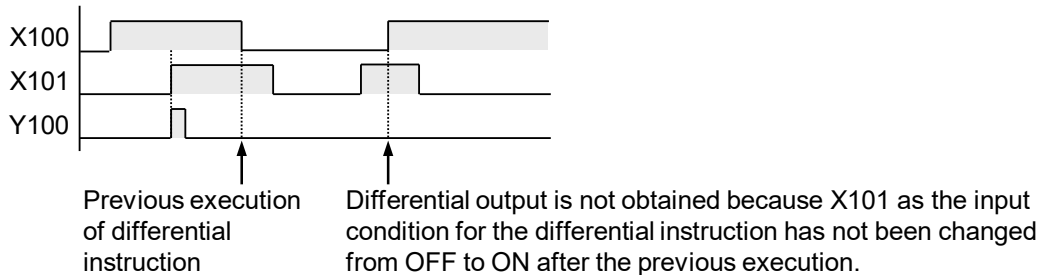 X100
X101
Y100
Previous execution
of differential
instruction
Differential output is not obtained because X101 as the input
condition for the differential instruction has not been changed
from OFF to ON after the previous execution.